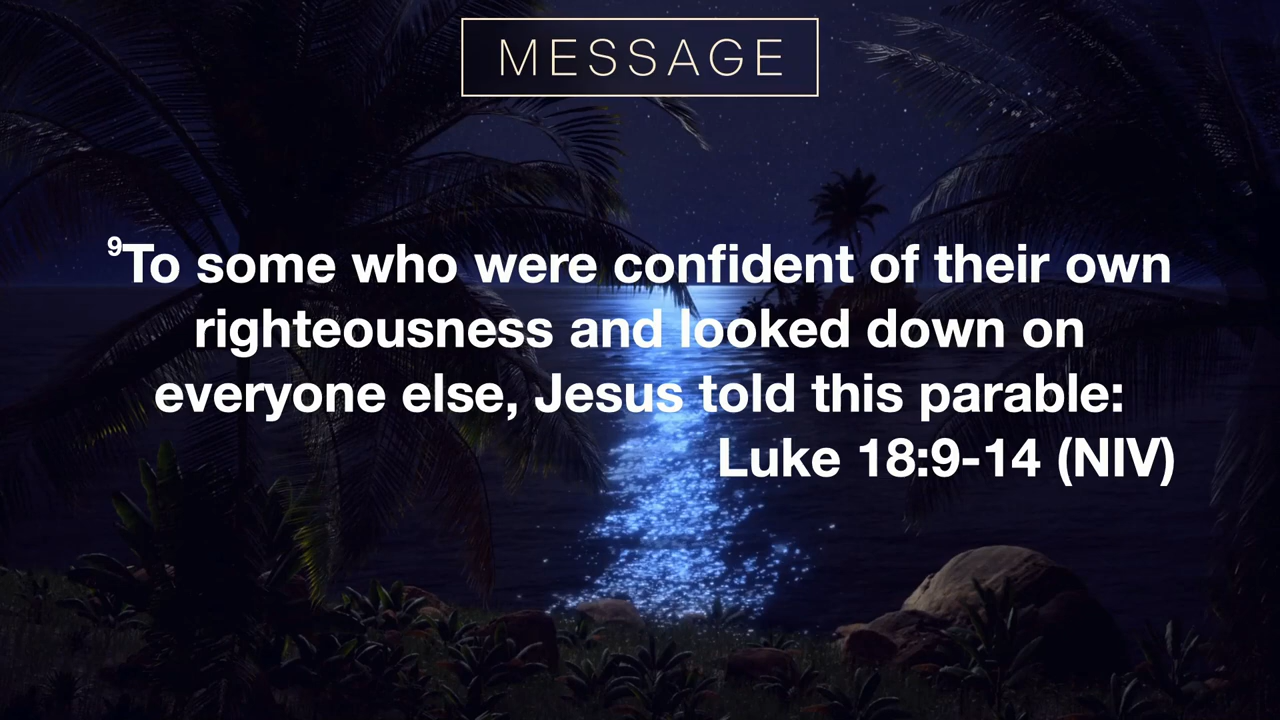 MESSAGE
⁹To some who were confident of their own
righteousness and looked down on
everyone else, Jesus told this parable:
Luke 18:9-14 (NIV)